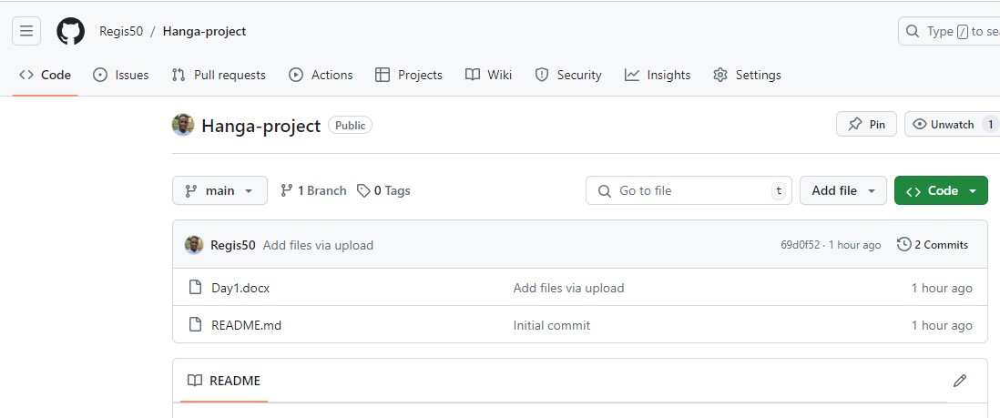 Regis50 / Hanga-project
Type / to sea
Code Issues Pull requests Actions Projects Wiki Security Insights Settings
Hanga-project Public Pin Unwatch 1
main 1 Branch 0 Tags Go to file t Add file Code
Regis50 Add files via upload 69d0f52 · 1 hour ago 2 Commits
Day1.docx Add files via upload 1 hour ago
README.md Initial commit 1 hour ago
README